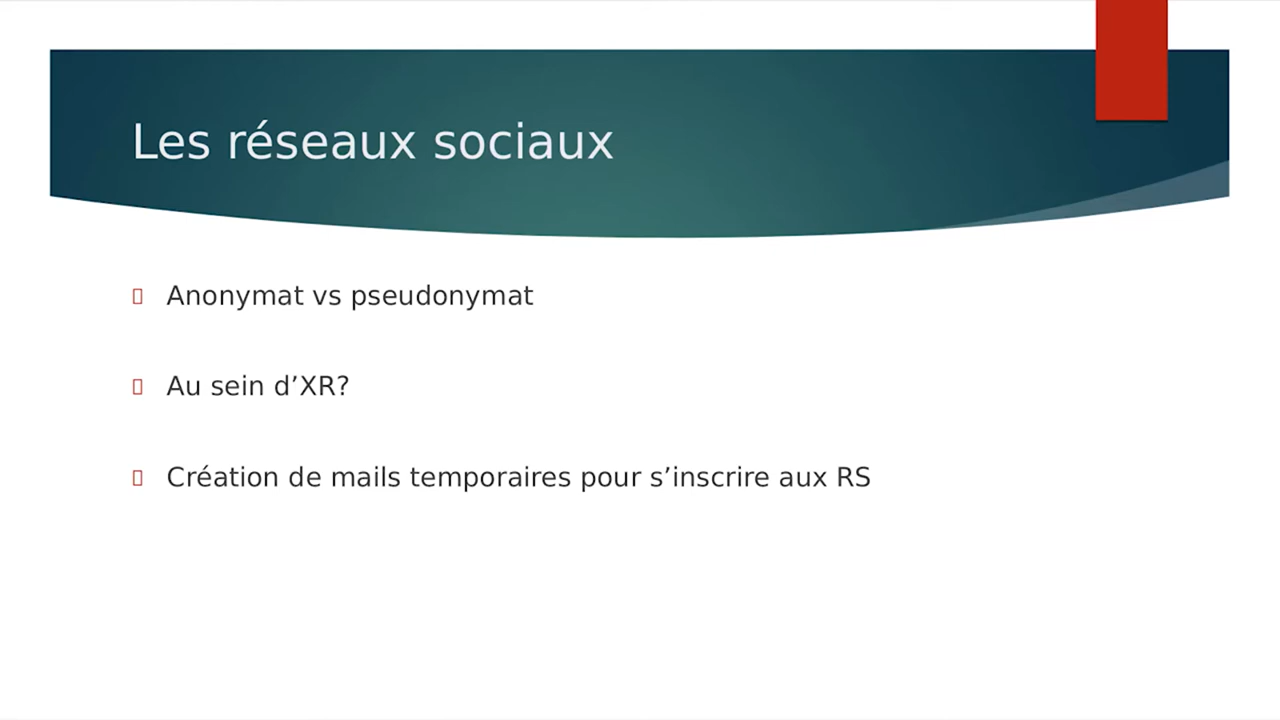 Les réseaux sociaux
Anonymat vs pseudonymat
Au sein d’XR?
Création de mails temporaires pour s’inscrire aux RS